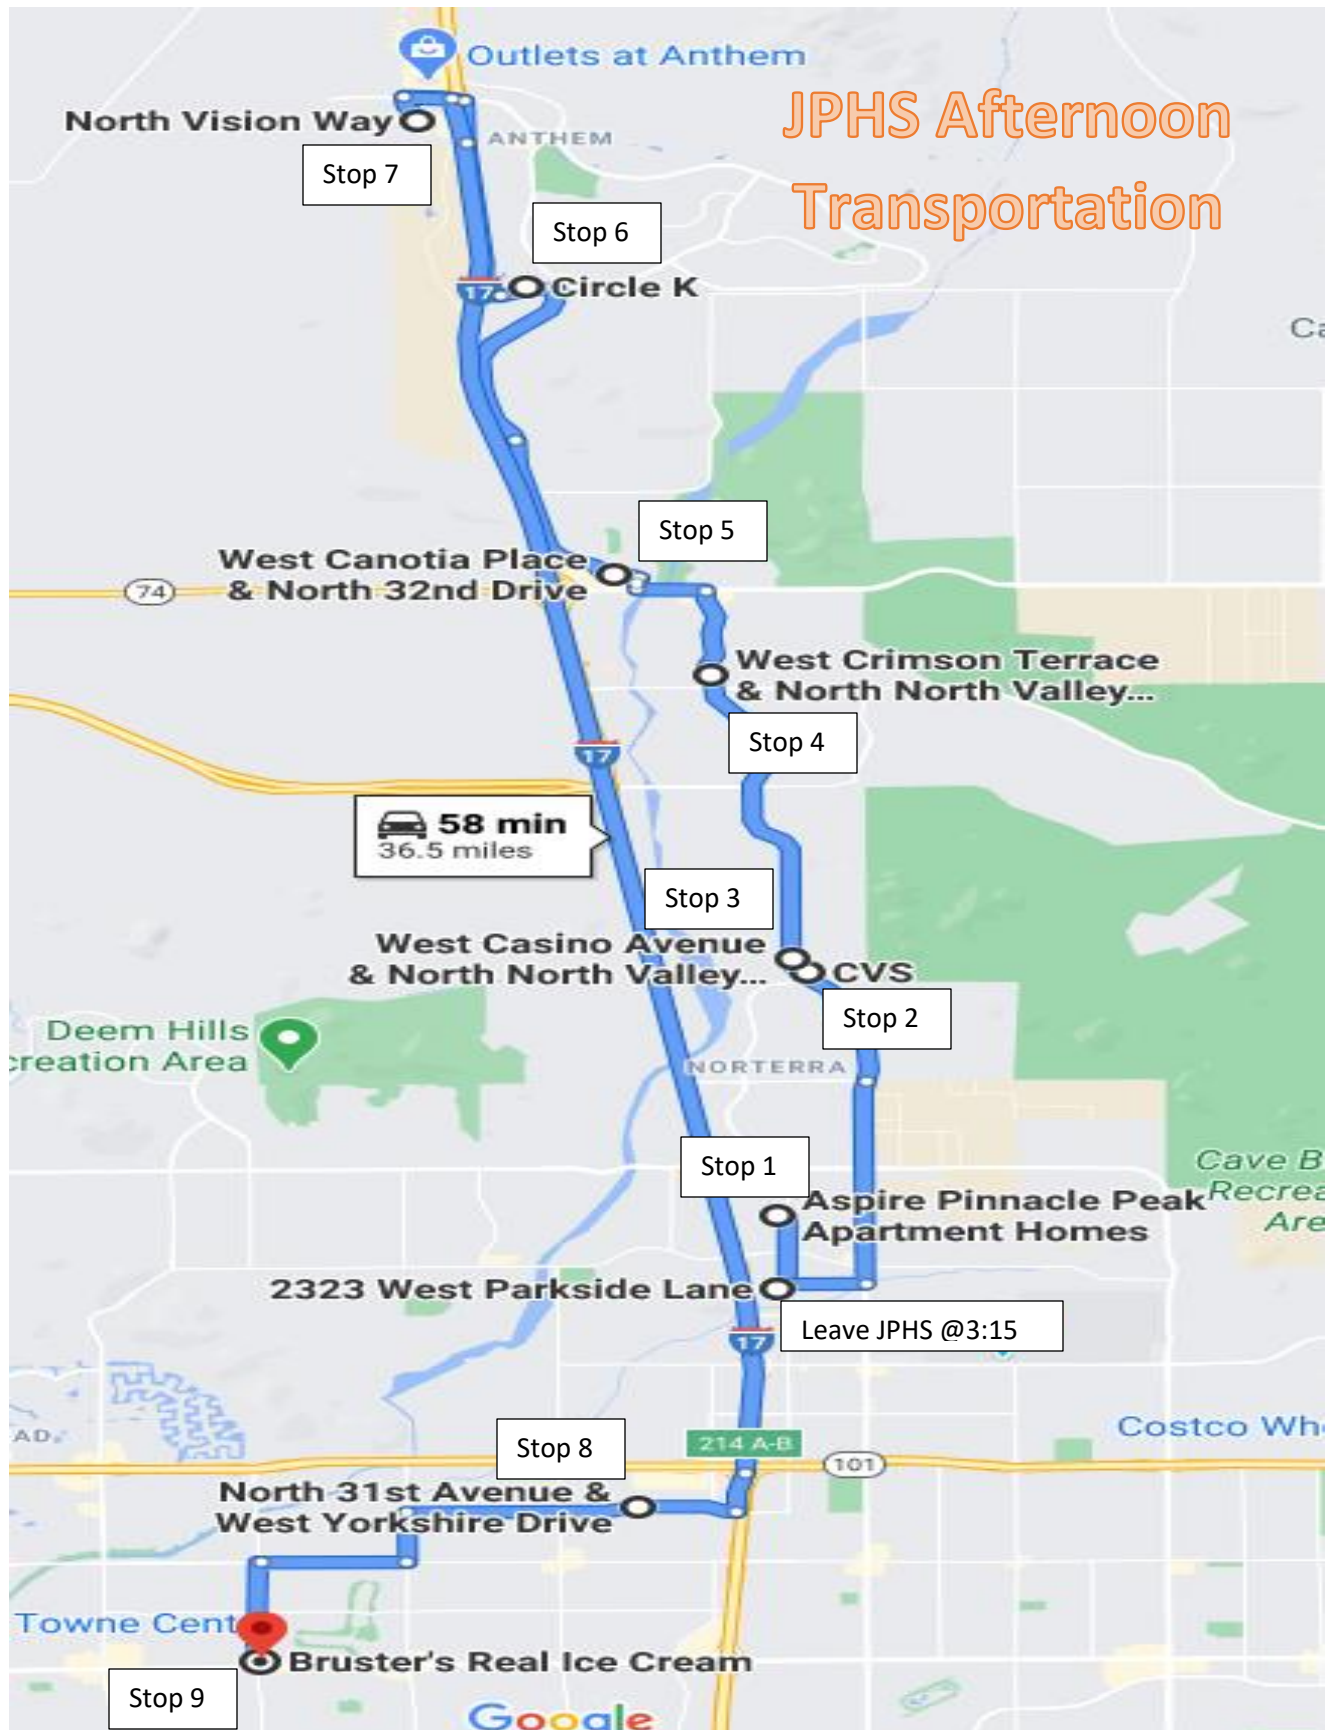 Outlets at Anthem
JPHS Afternoon
Transportation
North Vision Way
ANTHEM
Stop 7
Stop 6
17
Circle K
Ca
Stop 5
West Canotia Place
& North 32nd Drive
74
West Crimson Terrace
& North North Valley...
Stop 4
17
58 min
36.5 miles
Stop 3
West Casino Avenue
& North North Valley...
CVS
Stop 2
Deem Hills
creation Area
NORTERRA
Stop 1
Cave B
Recrea
Are
Aspire Pinnacle Peak
Apartment Homes
2323 West Parkside Lane
Leave JPHS @3:15
17
Costco Wh
AD.
Stop 8
214 A-B
101
North 31st Avenue &
West Yorkshire Drive
Towne Cent
Bruster's Real Ice Cream
Stop 9
Google